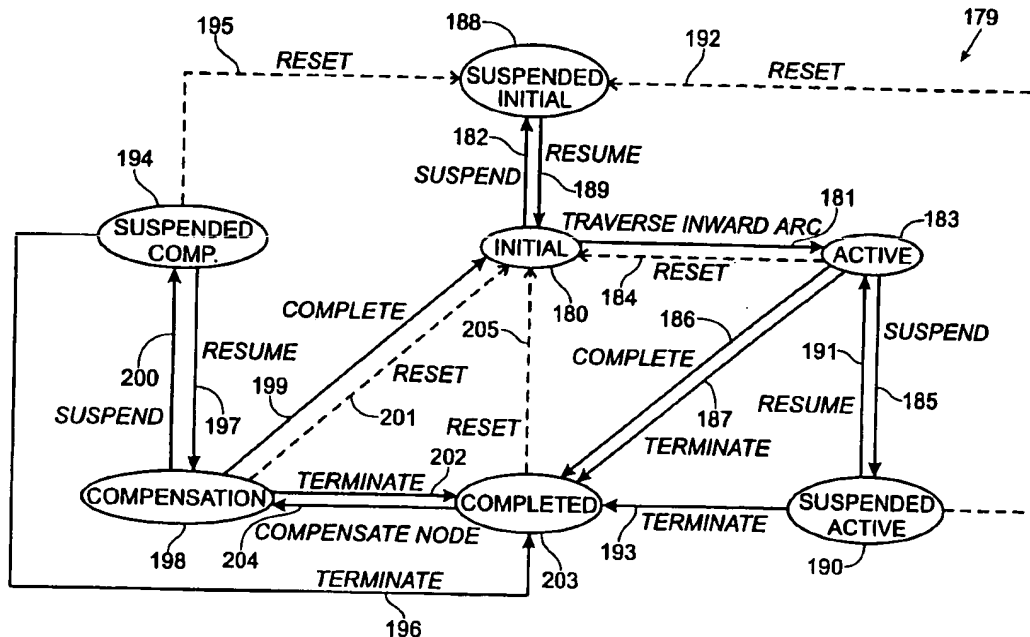 195
188
192
179
RESET
SUSPENDED
INITIAL
RESET
194
182
RESUME
SUSPEND
189
181
183
SUSPENDED
COMP.
TRAVERSE INWARD ARC
INITIAL
ACTIVE
RESET
184
180
COMPLETE
205
186
SUSPEND
191
200
RESUME
199
RESET
COMPLETE
187
RESUME
185
SUSPEND
197
201
RESET
TERMINATE
202
COMPENSATION
TERMINATE
COMPLETED
SUSPENDED
ACTIVE
204
COMPENSATE NODE
193
TERMINATE
198
203
190
TERMINATE
196